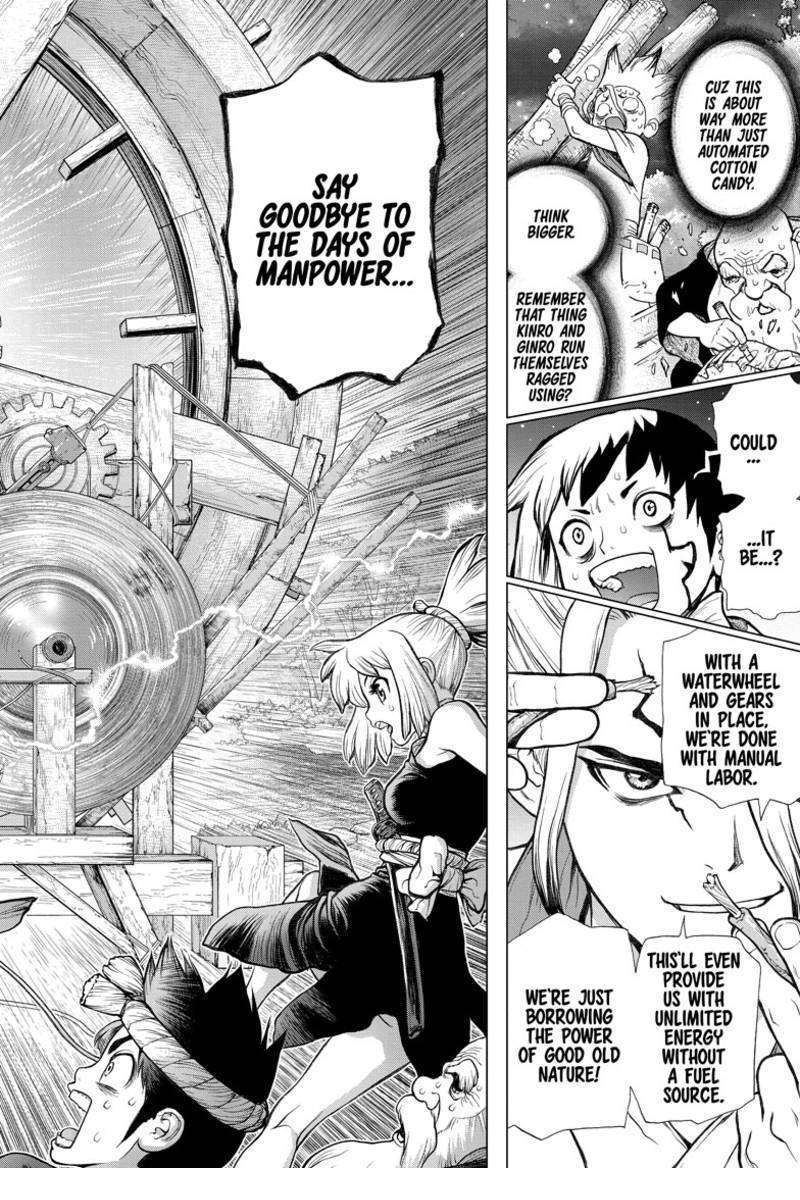 CUZ THIS
IS ABOUT
WAY MORE
THAN JUST
AUTOMATED
COTTON
CANDY.
THINK
BIGGER.
REMEMBER
THAT THING
KINRO AND
GINRO RUN
THEMSELVES
RAGGED
USING?
COULD
...
...IT
BE...?
WITH A
WATERWHEEL
AND GEARS
IN PLACE,
WE'RE DONE
WITH MANUAL
LABOR.
THIS'LL EVEN
PROVIDE
US WITH
UNLIMITED
ENERGY
WITHOUT
A FUEL
SOURCE.
WE'RE JUST
BORROWING
THE POWER
OF GOOD OLD
NATURE!
SAY
GOODBYE TO
THE DAYS OF
MANPOWER...